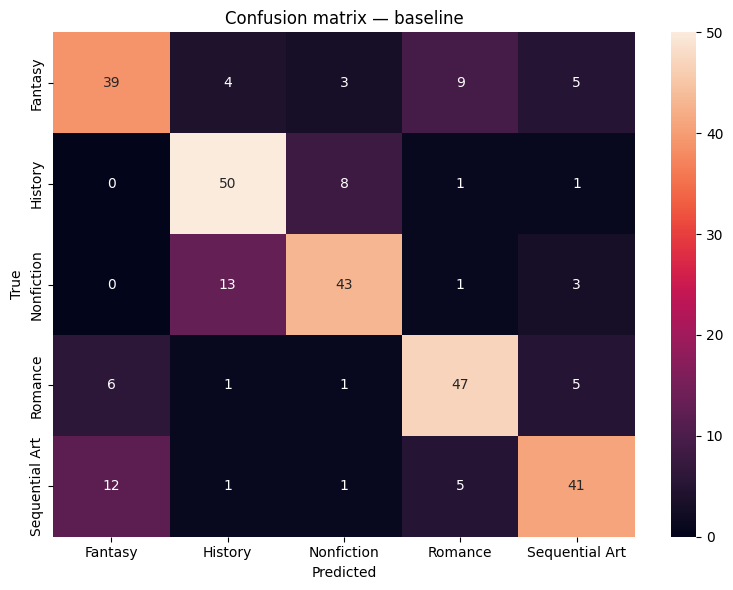 Confusion matrix — baseline
True
Fantasy 39 4 3 9 5
History 0 50 8 1 1
Nonfiction 0 13 43 1 3
Romance 6 1 1 47 5
Sequential Art 12 1 1 5 41
Fantasy History Nonfiction Romance Sequential Art
Predicted
50
40
30
20
10
0